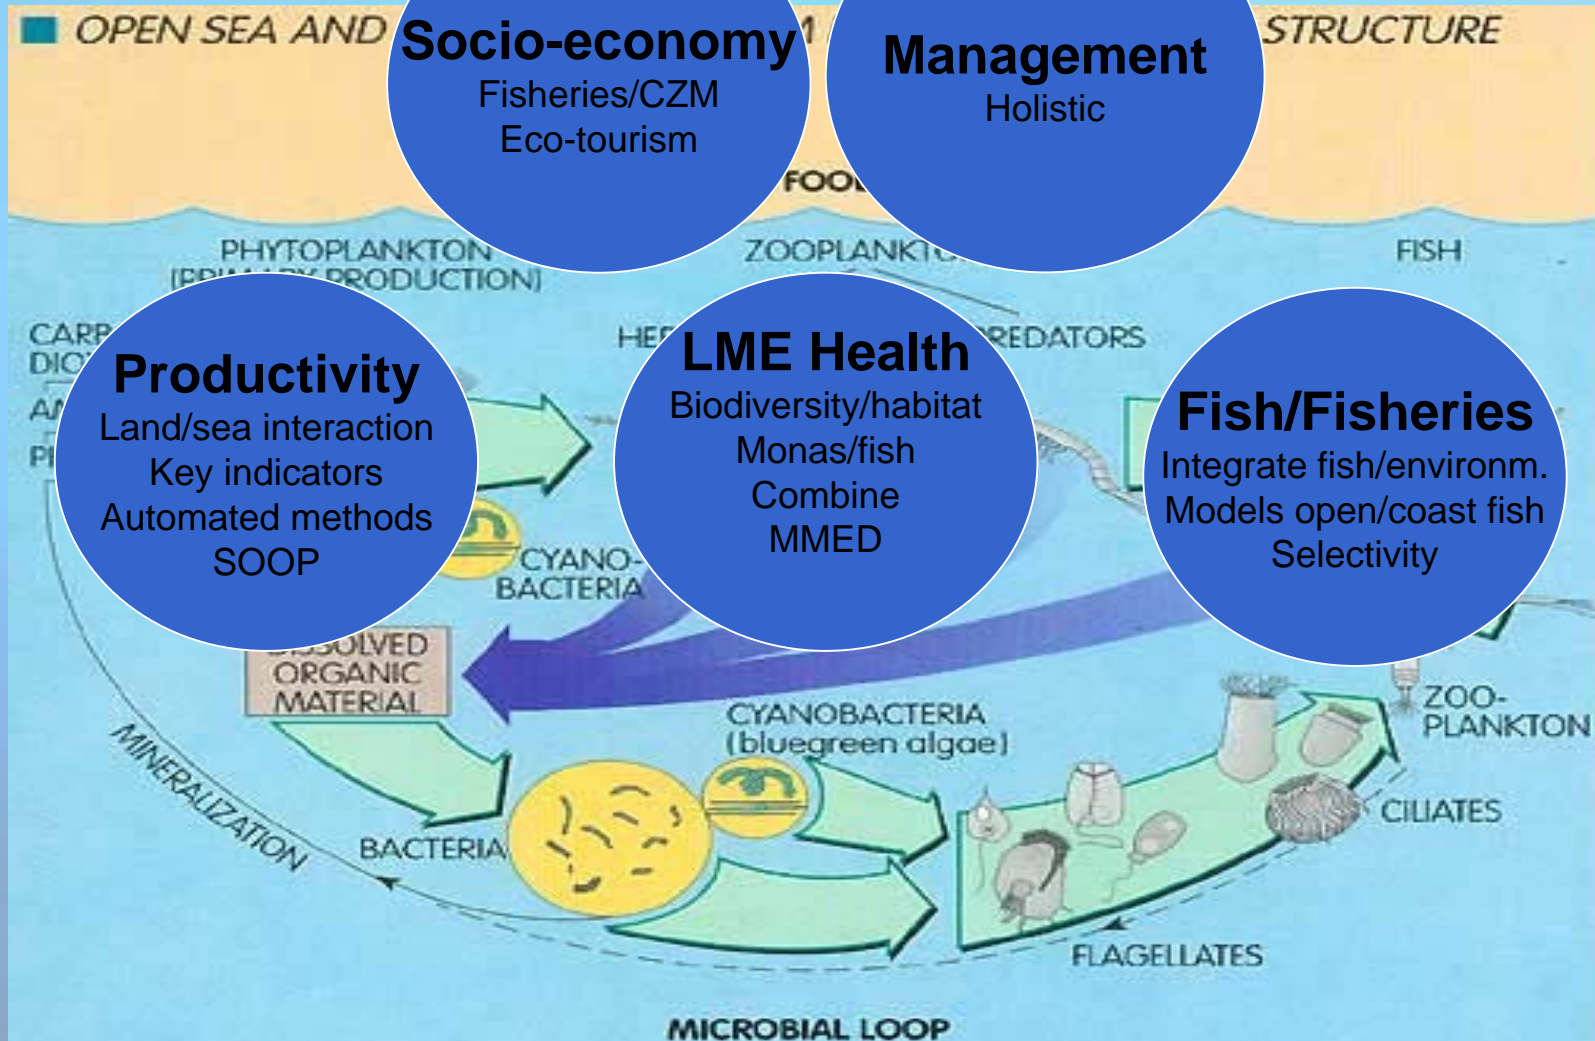 OPEN SEA AND
STRUCTURE
Socio-economy
Fisheries/CZM
Eco-tourism
Management
Holistic
PHYTOPLANKTON
PRODUCTION)
FISH
Productivity
Land/sea interaction
Key indicators
Automated methods
SOOP
LME Health
Biodiversity/habitat
Monas/fish
Combine
MMED
Fish/Fisheries
Integrate fish/environm.
Models open/coast fish
Selectivity
CYANO-
BACTERIA
DISSOLVED
ORGANIC
MATERIAL
MINERALIZATION
BACTERIA
CYANOBACTERIA
(bluegreen algae)
ZOO-
PLANKTON
CILIATES
FLAGELLATES
MICROBIAL LOOP